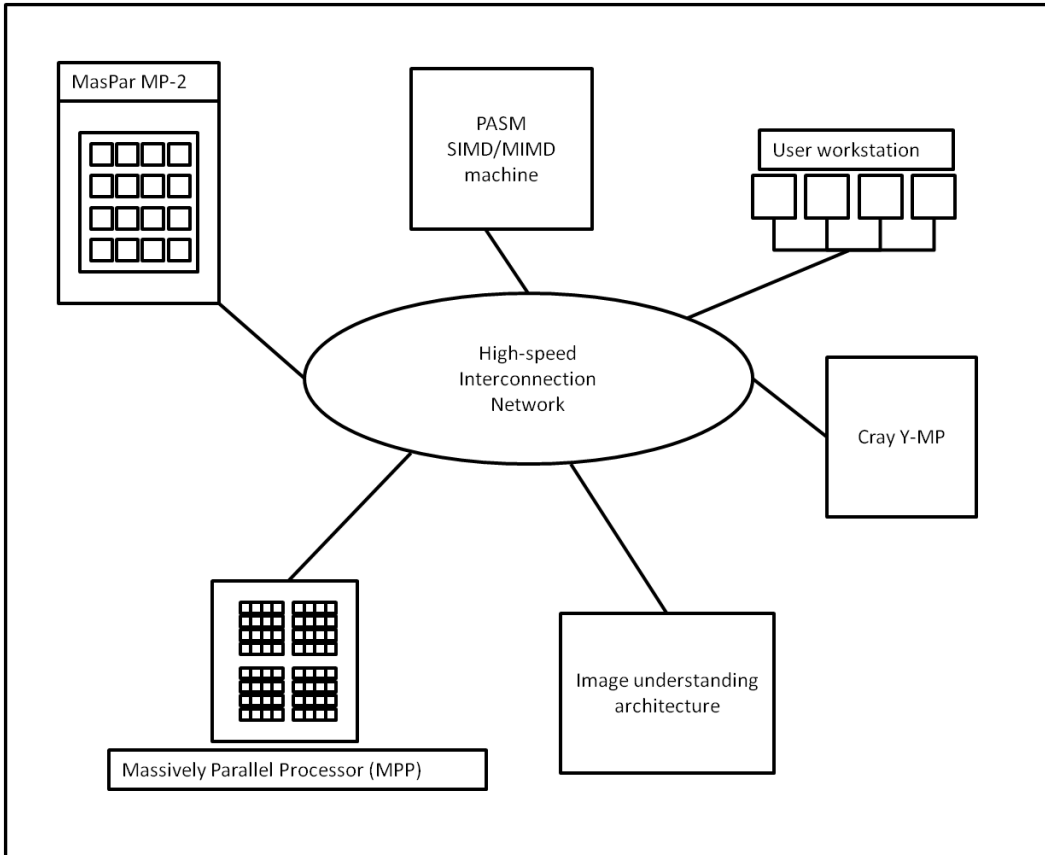 MasPar MP-2
PASM
SIMD/MIMD
machine
User workstation
High-speed
Interconnection
Network
Cray Y-MP
Image understanding
architecture
Massively Parallel Processor (MPP)